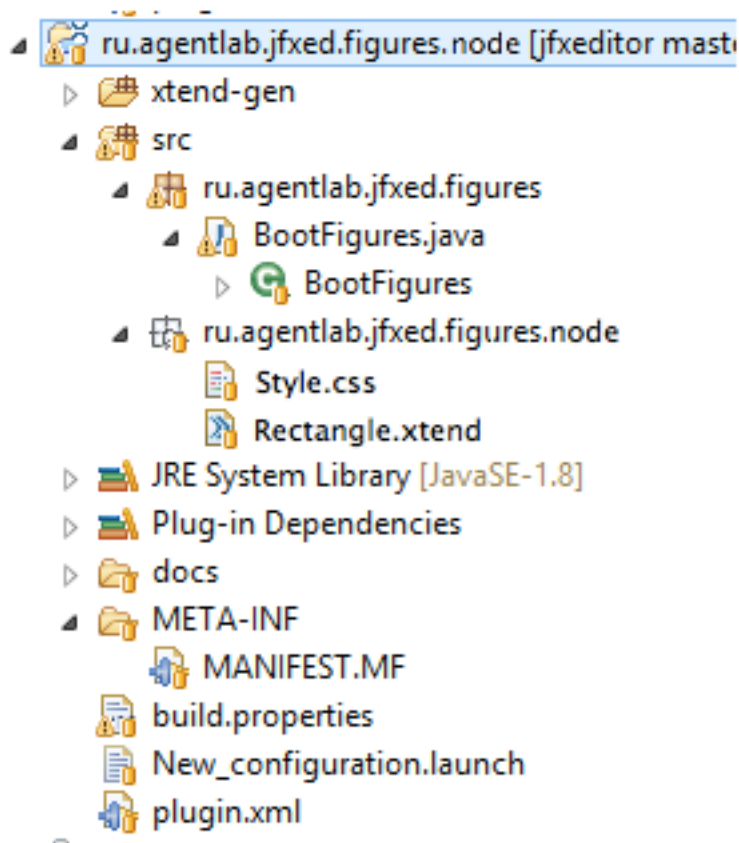 ru.agentlab.jfxed.figures.node [jfxeditor mast
xtend-gen
src
ru.agentlab.jfxed.figures
BootFigures.java
BootFigures
ru.agentlab.jfxed.figures.node
Style.css
Rectangle.xtend
JRE System Library [JavaSE-1.8]
Plug-in Dependencies
docs
META-INF
MANIFEST.MF
build.properties
New_configuration.launch
plugin.xml